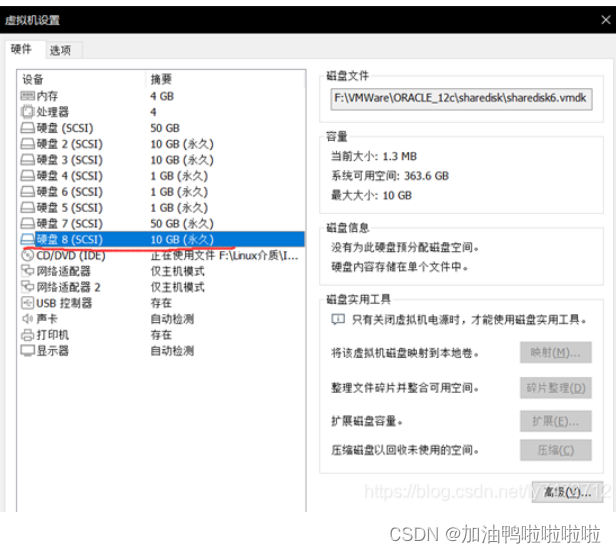 虚拟机设置
硬件 选项
设备 摘要
内存 4 GB
处理器 4
硬盘 (SCSI) 50 GB
硬盘 2 (SCSI) 10 GB (永久)
硬盘 3 (SCSI) 10 GB (永久)
硬盘 4 (SCSI) 1 GB (永久)
硬盘 6 (SCSI) 1 GB (永久)
硬盘 5 (SCSI) 1 GB (永久)
硬盘 7 (SCSI) 50 GB (永久)
硬盘 8 (SCSI) 10 GB (永久)
CD/DVD (IDE) 正在使用文件 F:\Linux介质\I...
网络适配器 仅主机模式
网络适配器 2 仅主机模式
USB 控制器 存在
声卡 自动检测
打印机 存在
显示器 自动检测
磁盘文件
F:\VMWare\ORACLE_12c\sharedisk\sharedisk6.vmdk
容量
当前大小: 1.3 MB
系统可用空间: 363.6 GB
最大大小: 10 GB
磁盘信息
没有为此硬盘预分配磁盘空间。
硬盘内容存储在单个文件中。
磁盘实用工具
只有关闭虚拟机电源时，才能使用磁盘实用工具。
将该虚拟机磁盘映射到本地卷。 映射(M)...
整理文件碎片并整合可用空间。 碎片整理(D)
扩展磁盘容量。 扩展(E)...
压缩磁盘以回收未使用的空间。 压缩(C)
高级(V)...
https://blog.csdn.net/
CSDN @加油鸭啦啦啦啦